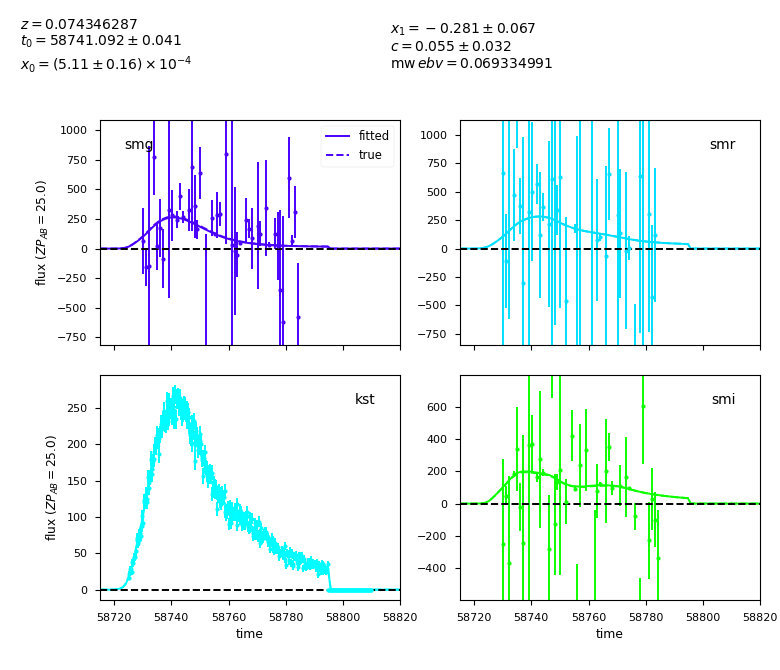 z = 0.074346287
t₀ = 58741.092 ± 0.041
x₀ = (5.11 ± 0.16) × 10⁻⁴
x₁ = −0.281 ± 0.067
c = 0.055 ± 0.032
mw ebv = 0.069334991
smg
fitted
true
1000
750
500
250
0
−250
−500
−750
flux (ZP_AB = 25.0)
smr
1000
750
500
250
0
−250
−500
−750
kst
250
200
150
100
50
0
flux (ZP_AB = 25.0)
58720 58740 58760 58780 58800 58820
time
smi
600
400
200
0
−200
−400
58720 58740 58760 58780 58800 58820
time